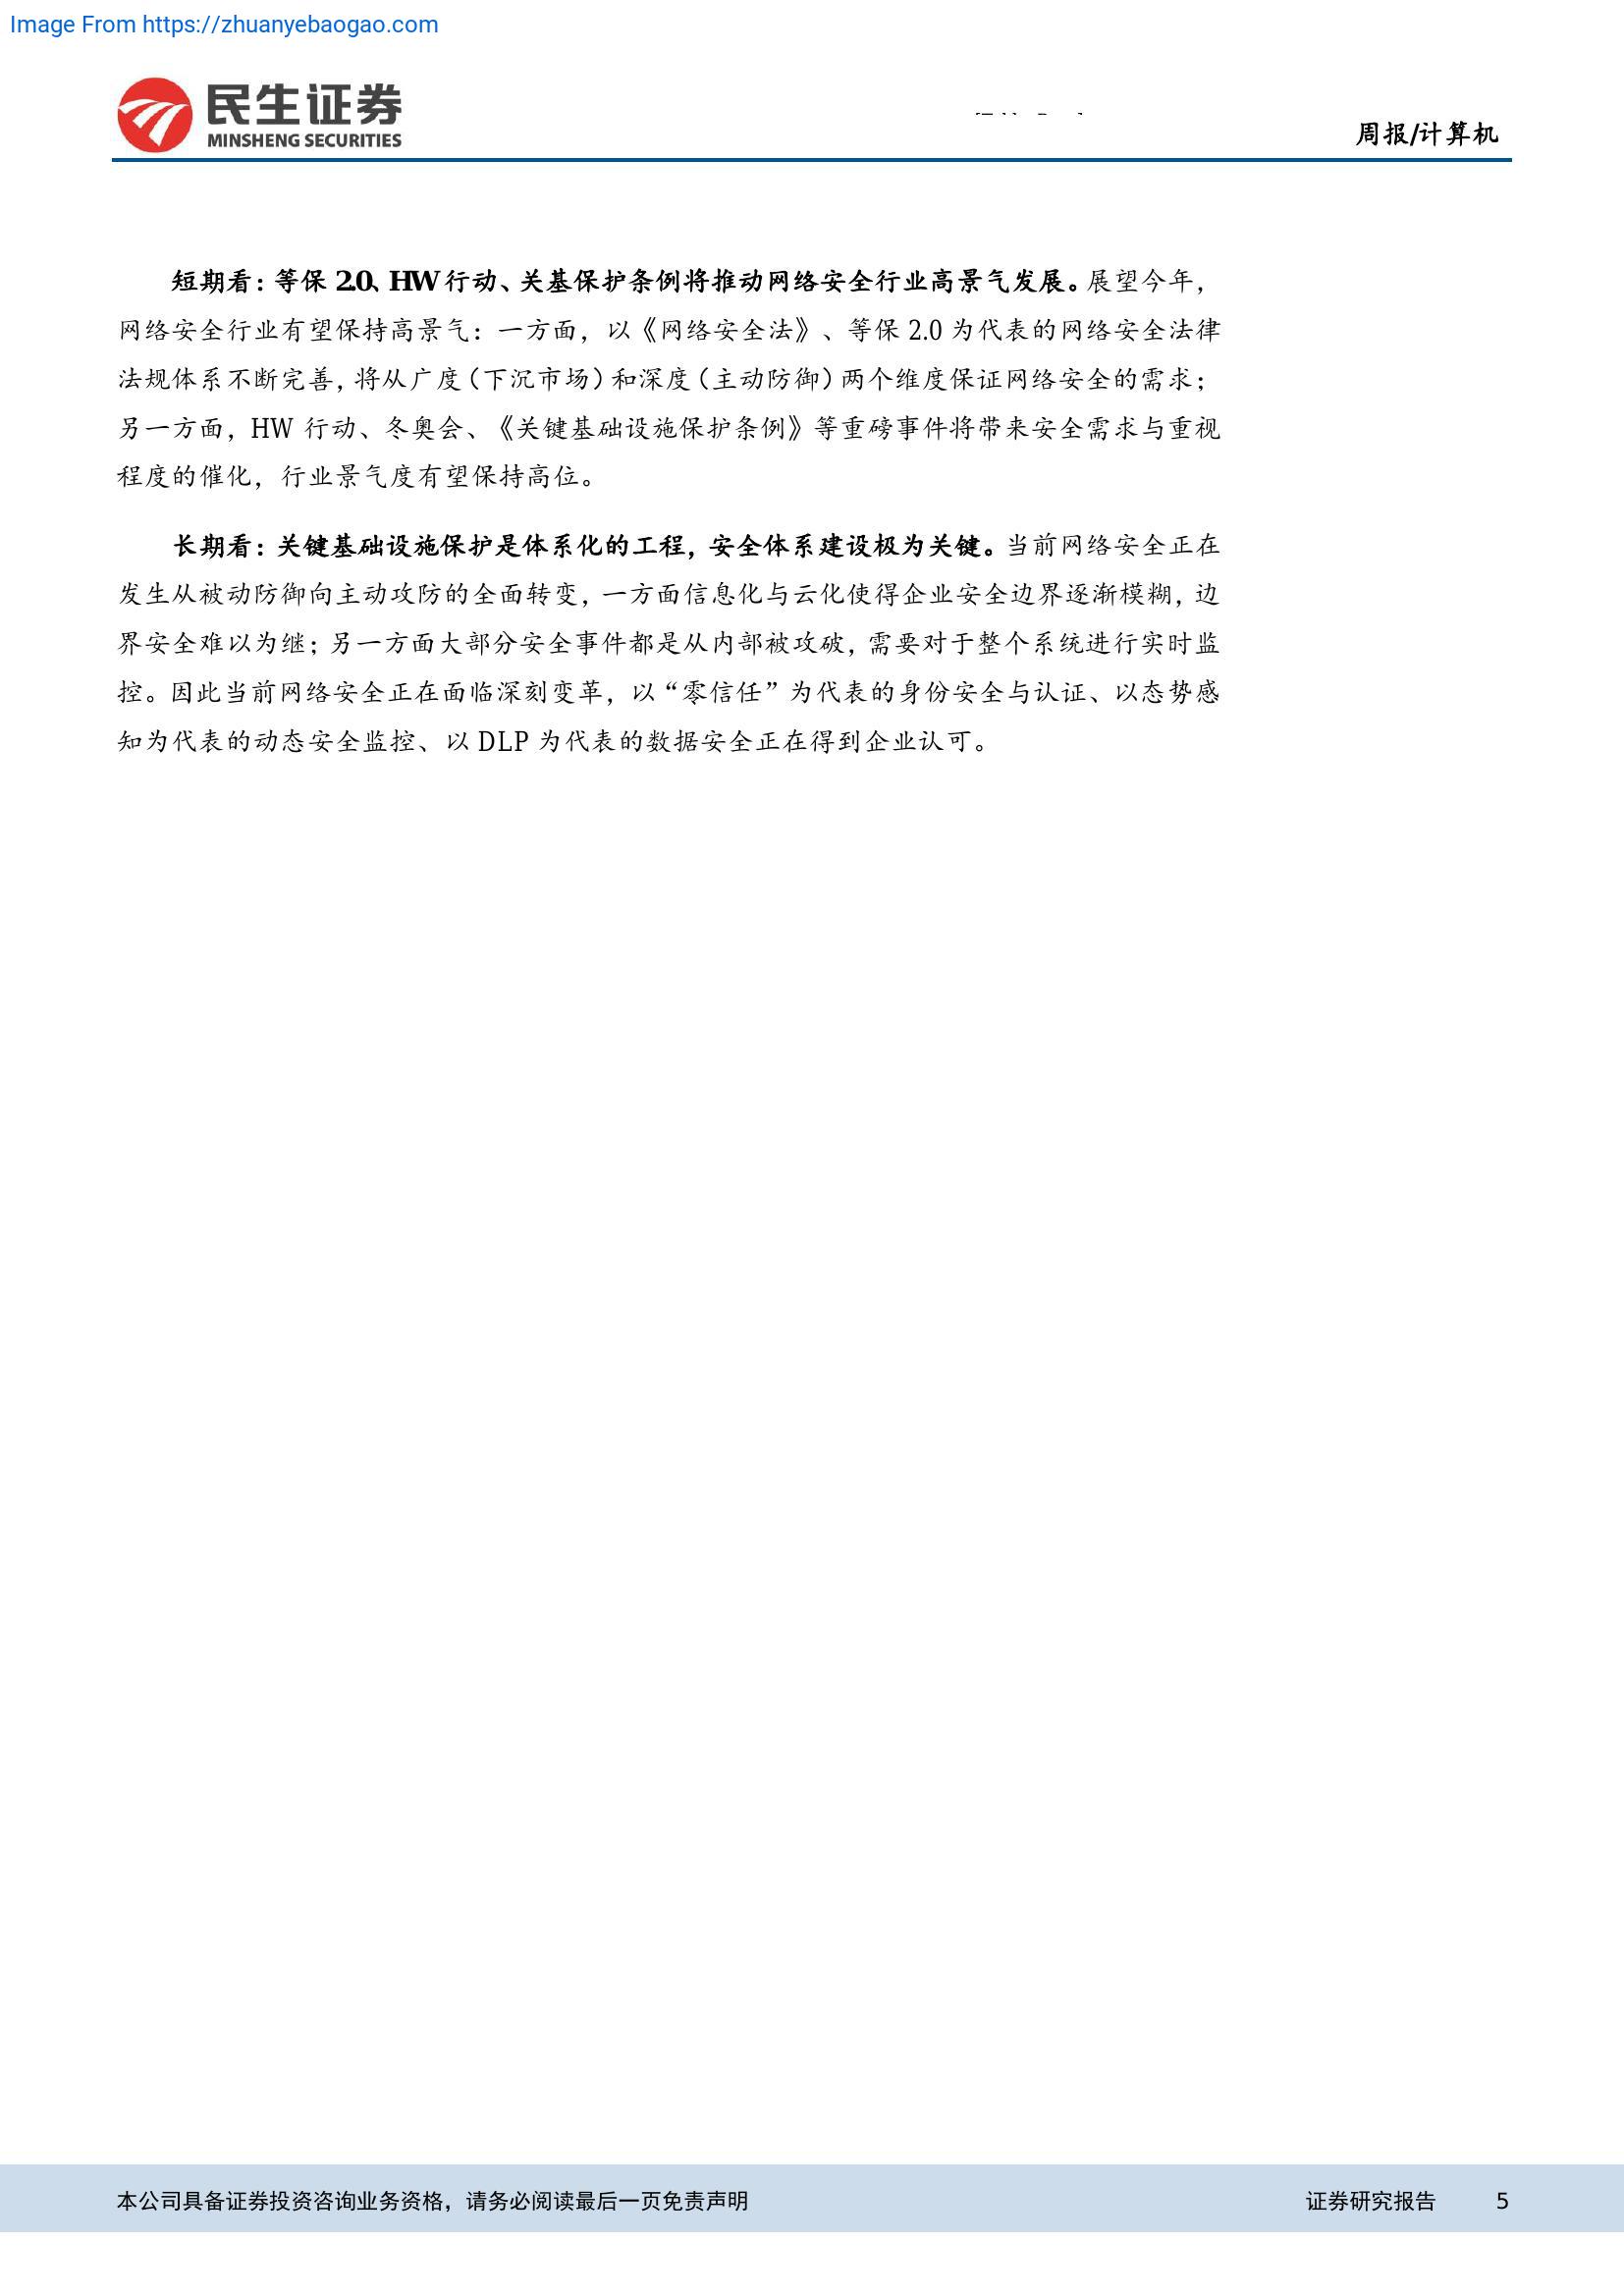 Image From https://zhuanyebaogao.com
民生证券
MINSHENG SECURITIES
周报/计算机
短期看：等保 2.0、HW 行动、关基保护条例将推动网络安全行业高景气发展。展望今年，
网络安全行业有望保持高景气：一方面，以《网络安全法》、等保 2.0 为代表的网络安全法律
法规体系不断完善，将从广度（下沉市场）和深度（主动防御）两个维度保证网络安全的需求；
另一方面，HW 行动、冬奥会、《关键基础设施保护条例》等重磅事件将带来安全需求与重视
程度的催化，行业景气度有望保持高位。
长期看：关键基础设施保护是体系化的工程，安全体系建设极为关键。当前网络安全正在
发生从被动防御向主动攻防的全面转变，一方面信息化与云化使得企业安全边界逐渐模糊，边
界安全难以为继；另一方面大部分安全事件都是从内部被攻破，需要对于整个系统进行实时监
控。因此当前网络安全正在面临深刻变革，以“零信任”为代表的身份安全与认证、以态势感
知为代表的动态安全监控、以 DLP 为代表的数据安全正在得到企业认可。
本公司具备证券投资咨询业务资格，请务必阅读最后一页免责声明
证券研究报告 5